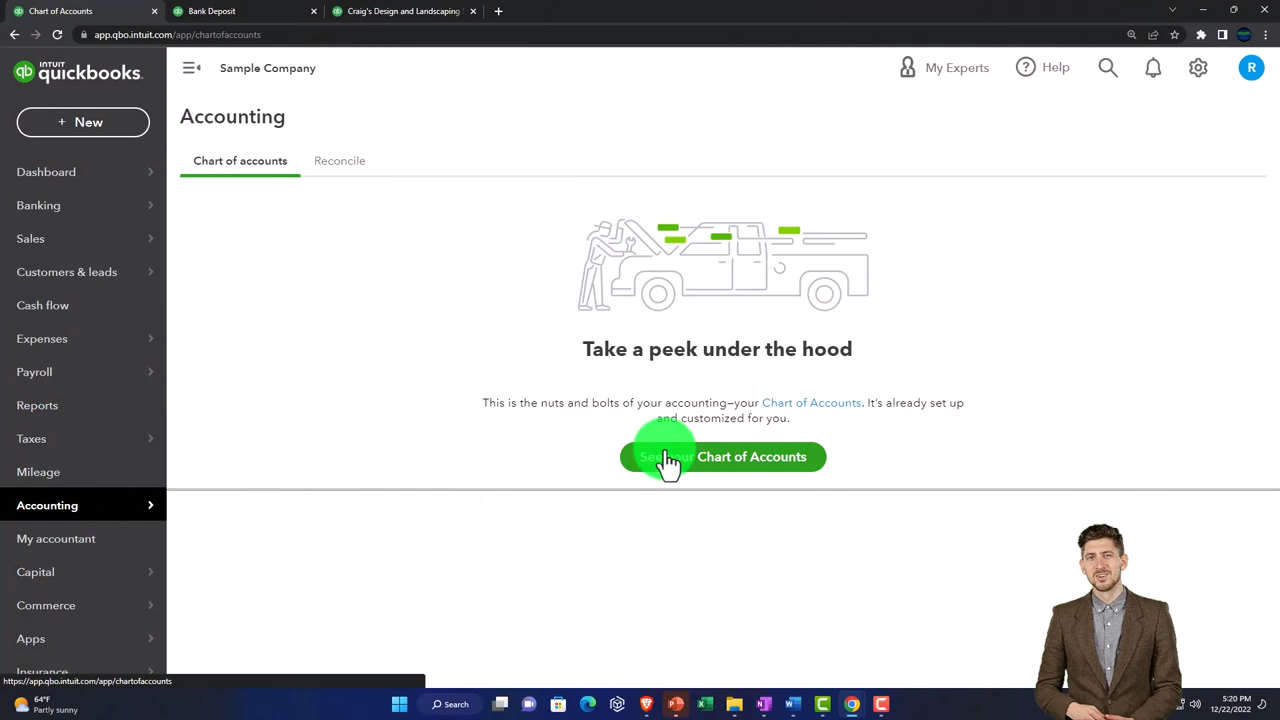 Chart of Accounts
Bank Deposit
Craig's Design and Landscaping
app.qbo.intuit.com/app/chartofaccounts
INTUIT
quickbooks.
Sample Company
My Experts
Help
R
+ New
Accounting
Chart of accounts
Reconcile
Dashboard
Banking
Sales
Customers & leads
Cash flow
Expenses
Payroll
Reports
Taxes
Mileage
Accounting
My accountant
Capital
Commerce
Apps
Insurance
Take a peek under the hood
This is the nuts and bolts of your accounting—your Chart of Accounts. It's already set up
and customized for you.
See your Chart of Accounts
https://app.qbo.intuit.com/app/chartofaccounts
64°F
Partly sunny
Search
5:20 PM
12/22/2022